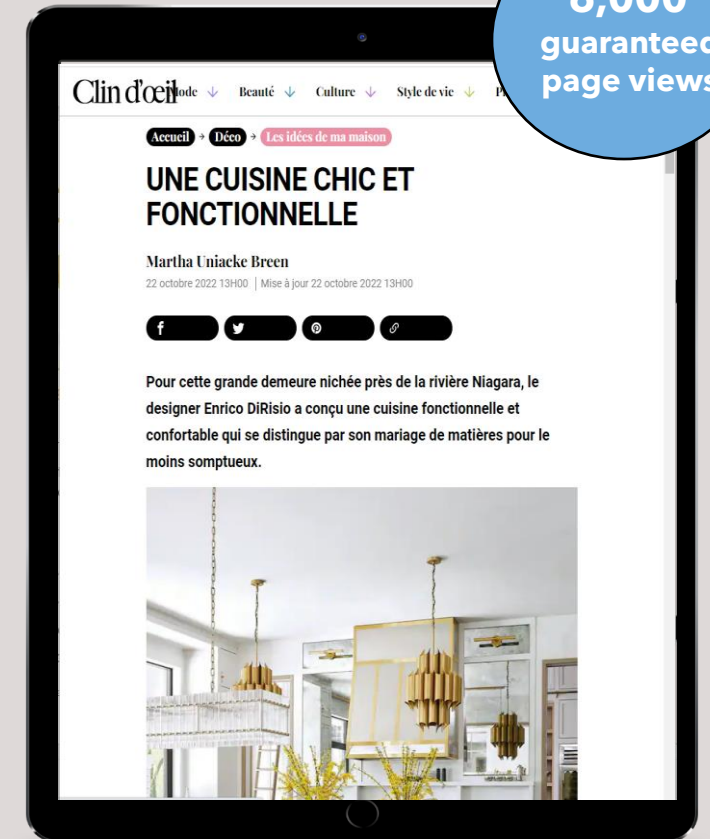 guaranteed
page views
Clin d'œil
Mode Beauté Culture Style de vie
Accueil → Déco → Les idées de ma maison
UNE CUISINE CHIC ET
FONCTIONNELLE
Martha Uniacke Breen
22 octobre 2022 13H00 | Mise à jour 22 octobre 2022 13H00
Pour cette grande demeure nichée près de la rivière Niagara, le
designer Enrico DiRisio a conçu une cuisine fonctionnelle et
confortable qui se distingue par son mariage de matières pour le
moins somptueux.